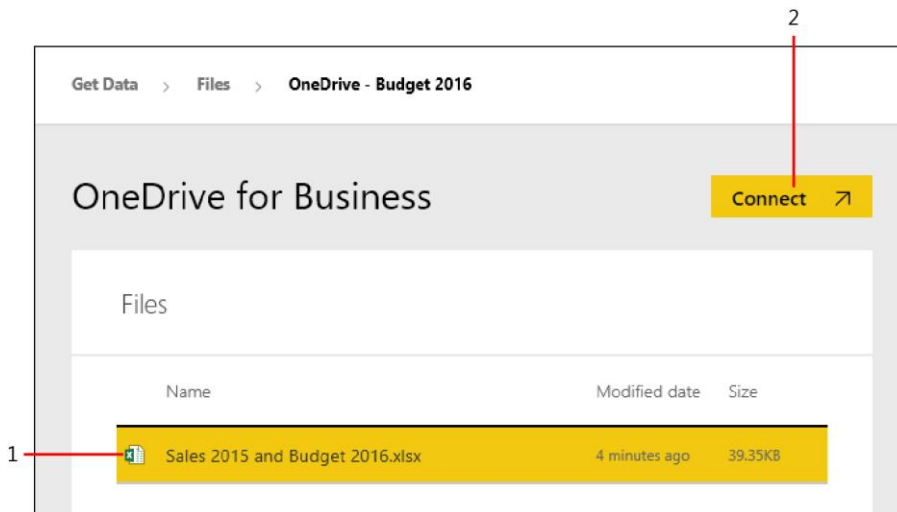 2
Get Data > Files > OneDrive - Budget 2016
OneDrive for Business
Connect
Files
Name Modified date Size
1
Sales 2015 and Budget 2016.xlsx 4 minutes ago 39.35KB